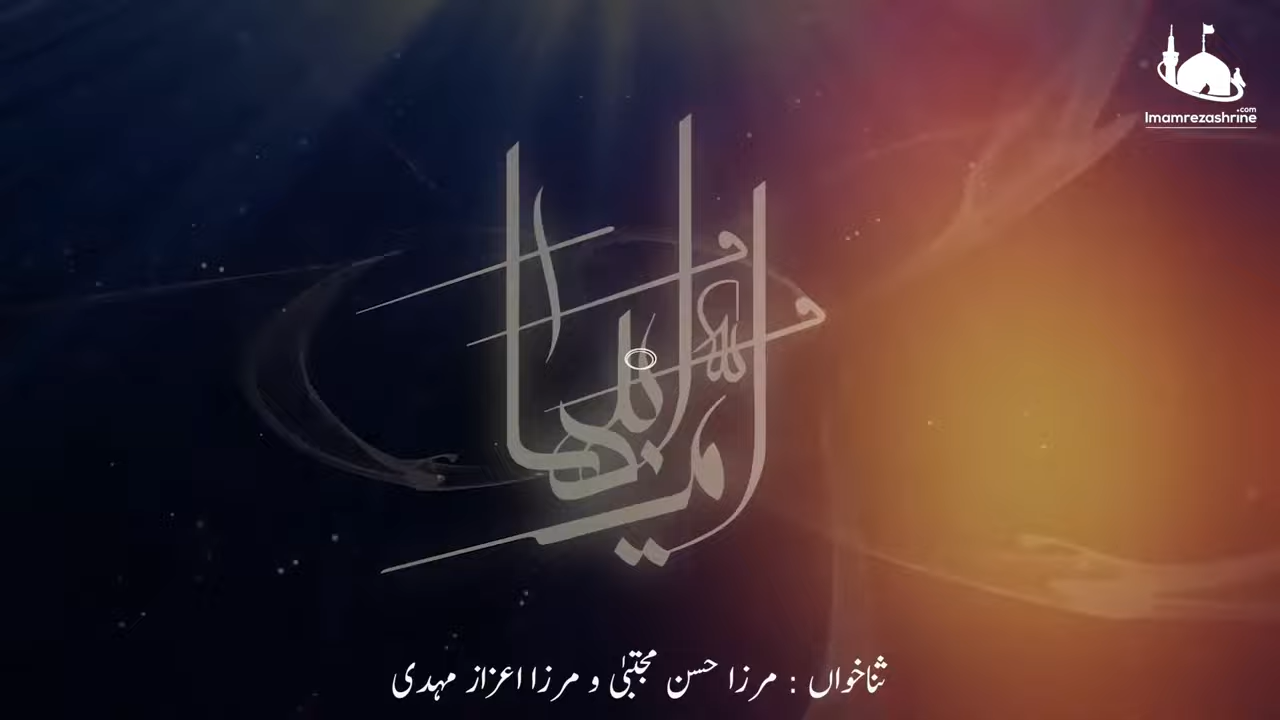 .com
Imamrezashrine
ثناخواں : مرزا حسن مجتبیٰ و مرزا اعزاز مہدی